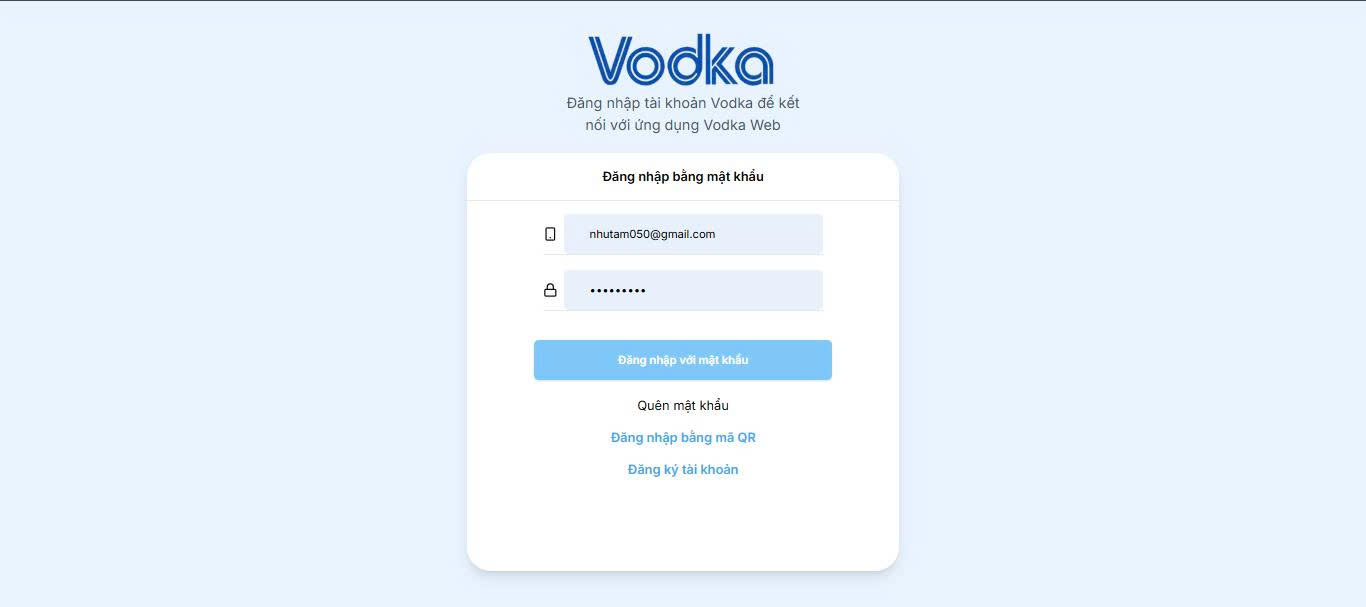 Vodka
Đăng nhập tài khoản Vodka để kết
nối với ứng dụng Vodka Web
Đăng nhập bằng mật khẩu
nhutam050@gmail.com
•••••••••
Đăng nhập với mật khẩu
Quên mật khẩu
Đăng nhập bằng mã QR
Đăng ký tài khoản